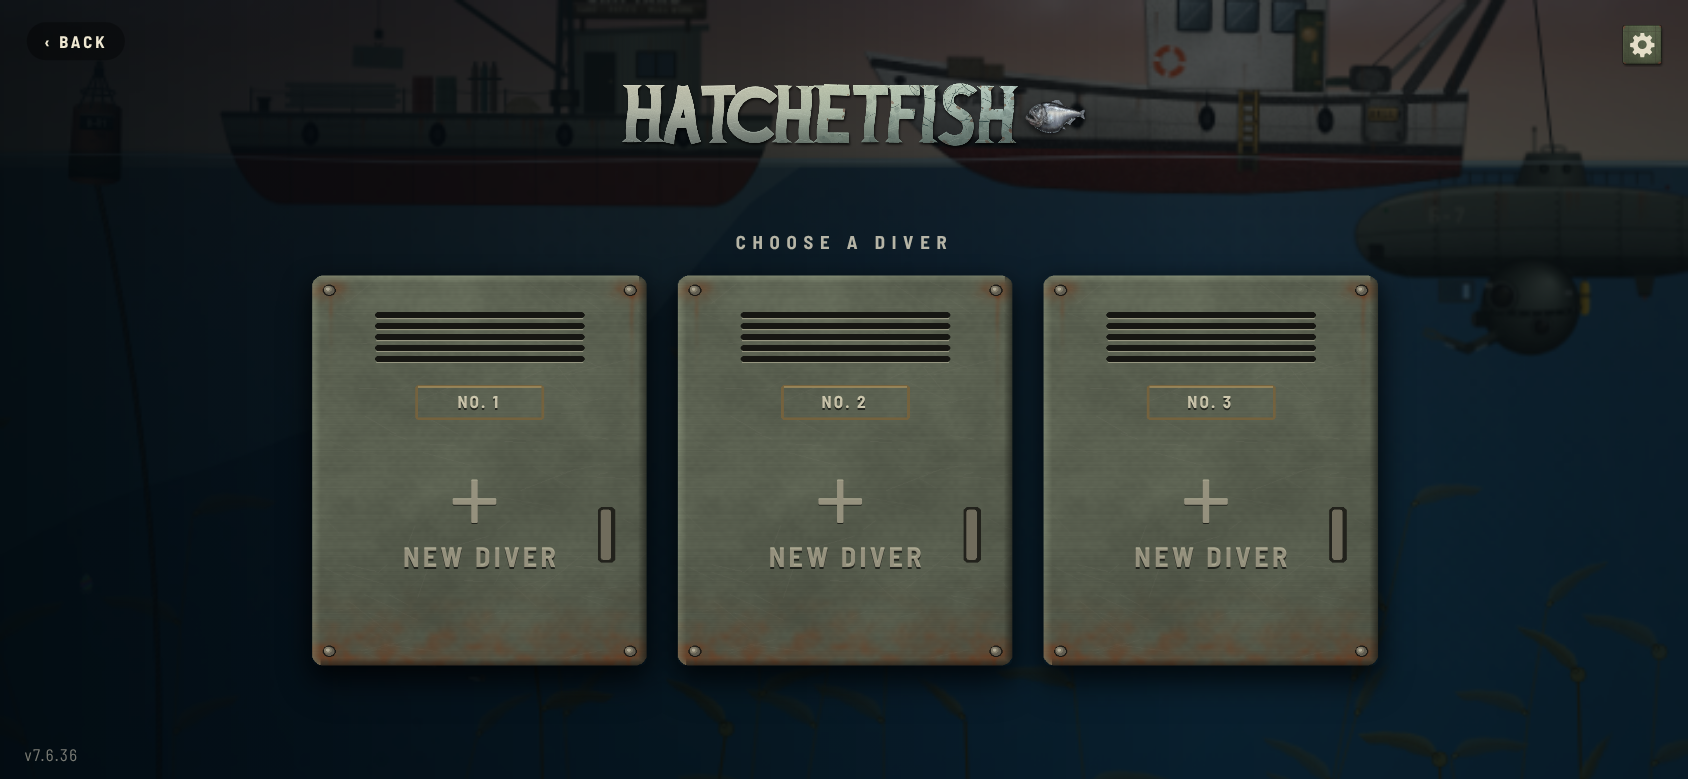 ‹ BACK
HATCHETFISH
CHOOSE A DIVER
NO. 1
NEW DIVER
NO. 2
NEW DIVER
NO. 3
NEW DIVER
v7.6.36